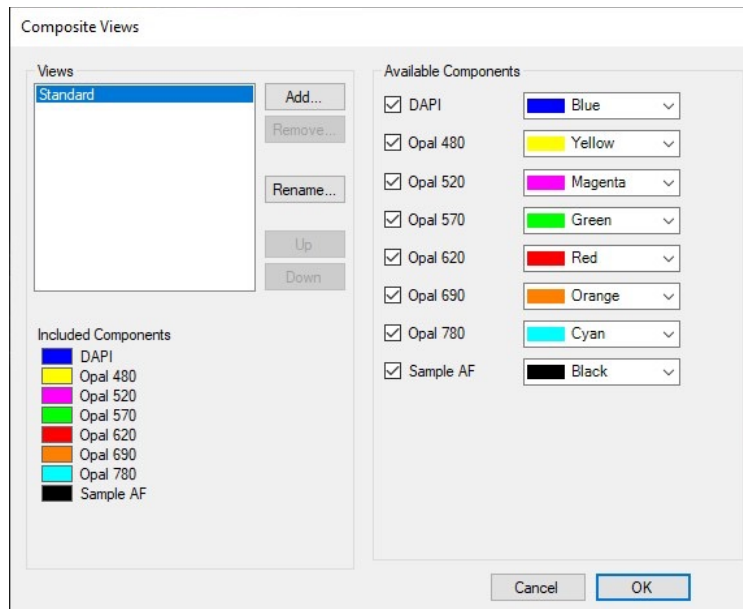 Composite Views
Views
Standard
Add...
Remove...
Rename...
Up
Down
Included Components
DAPI
Opal 480
Opal 520
Opal 570
Opal 620
Opal 690
Opal 780
Sample AF
Available Components
DAPI Blue
Opal 480 Yellow
Opal 520 Magenta
Opal 570 Green
Opal 620 Red
Opal 690 Orange
Opal 780 Cyan
Sample AF Black
Cancel OK